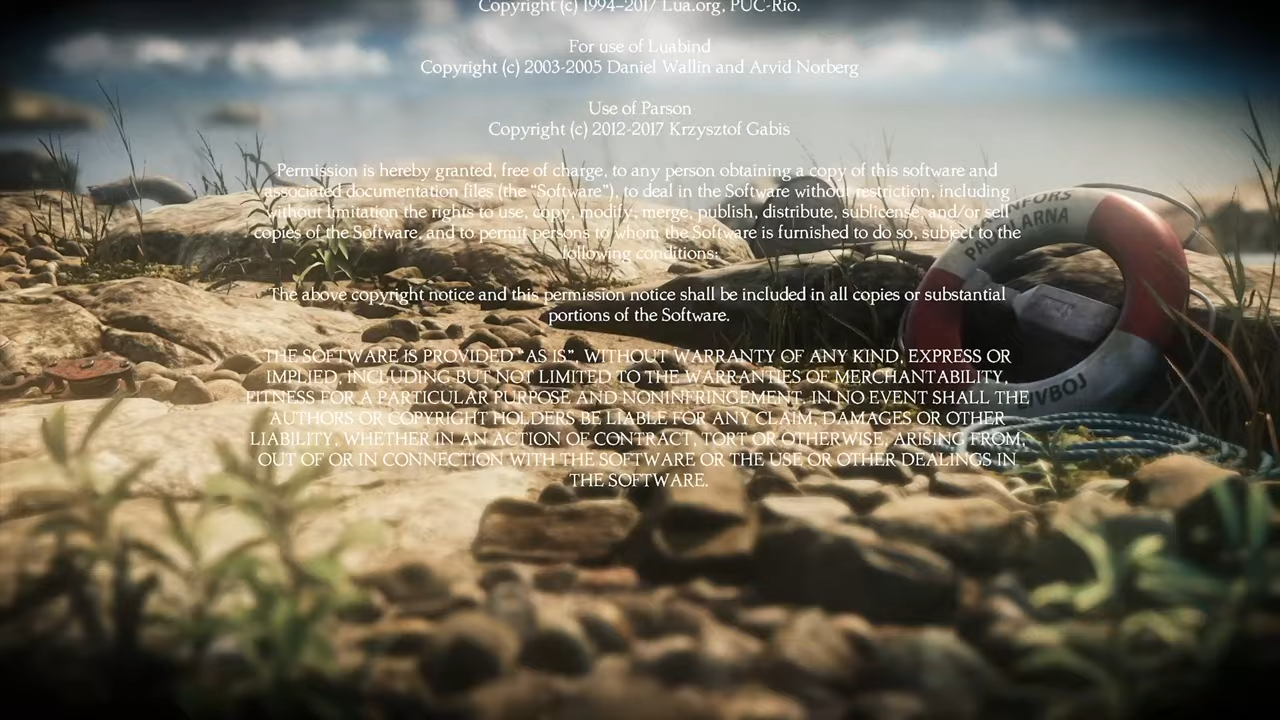 Copyright (c) 1994–2017 Lua.org, PUC-Rio.
For use of Luabind
Copyright (c) 2003-2005 Daniel Wallin and Arvid Norberg
Use of Parson
Copyright (c) 2012-2017 Krzysztof Gabis
Permission is hereby granted, free of charge, to any person obtaining a copy of this software and
associated documentation files (the “Software”), to deal in the Software without restriction, including
without limitation the rights to use, copy, modify, merge, publish, distribute, sublicense, and/or sell
copies of the Software, and to permit persons to whom the Software is furnished to do so, subject to the
following conditions:
The above copyright notice and this permission notice shall be included in all copies or substantial
portions of the Software.
THE SOFTWARE IS PROVIDED “AS IS”, WITHOUT WARRANTY OF ANY KIND, EXPRESS OR
IMPLIED, INCLUDING BUT NOT LIMITED TO THE WARRANTIES OF MERCHANTABILITY,
FITNESS FOR A PARTICULAR PURPOSE AND NONINFRINGEMENT. IN NO EVENT SHALL THE
AUTHORS OR COPYRIGHT HOLDERS BE LIABLE FOR ANY CLAIM, DAMAGES OR OTHER
LIABILITY, WHETHER IN AN ACTION OF CONTRACT, TORT OR OTHERWISE, ARISING FROM,
OUT OF OR IN CONNECTION WITH THE SOFTWARE OR THE USE OR OTHER DEALINGS IN
THE SOFTWARE.
LIVBOJ